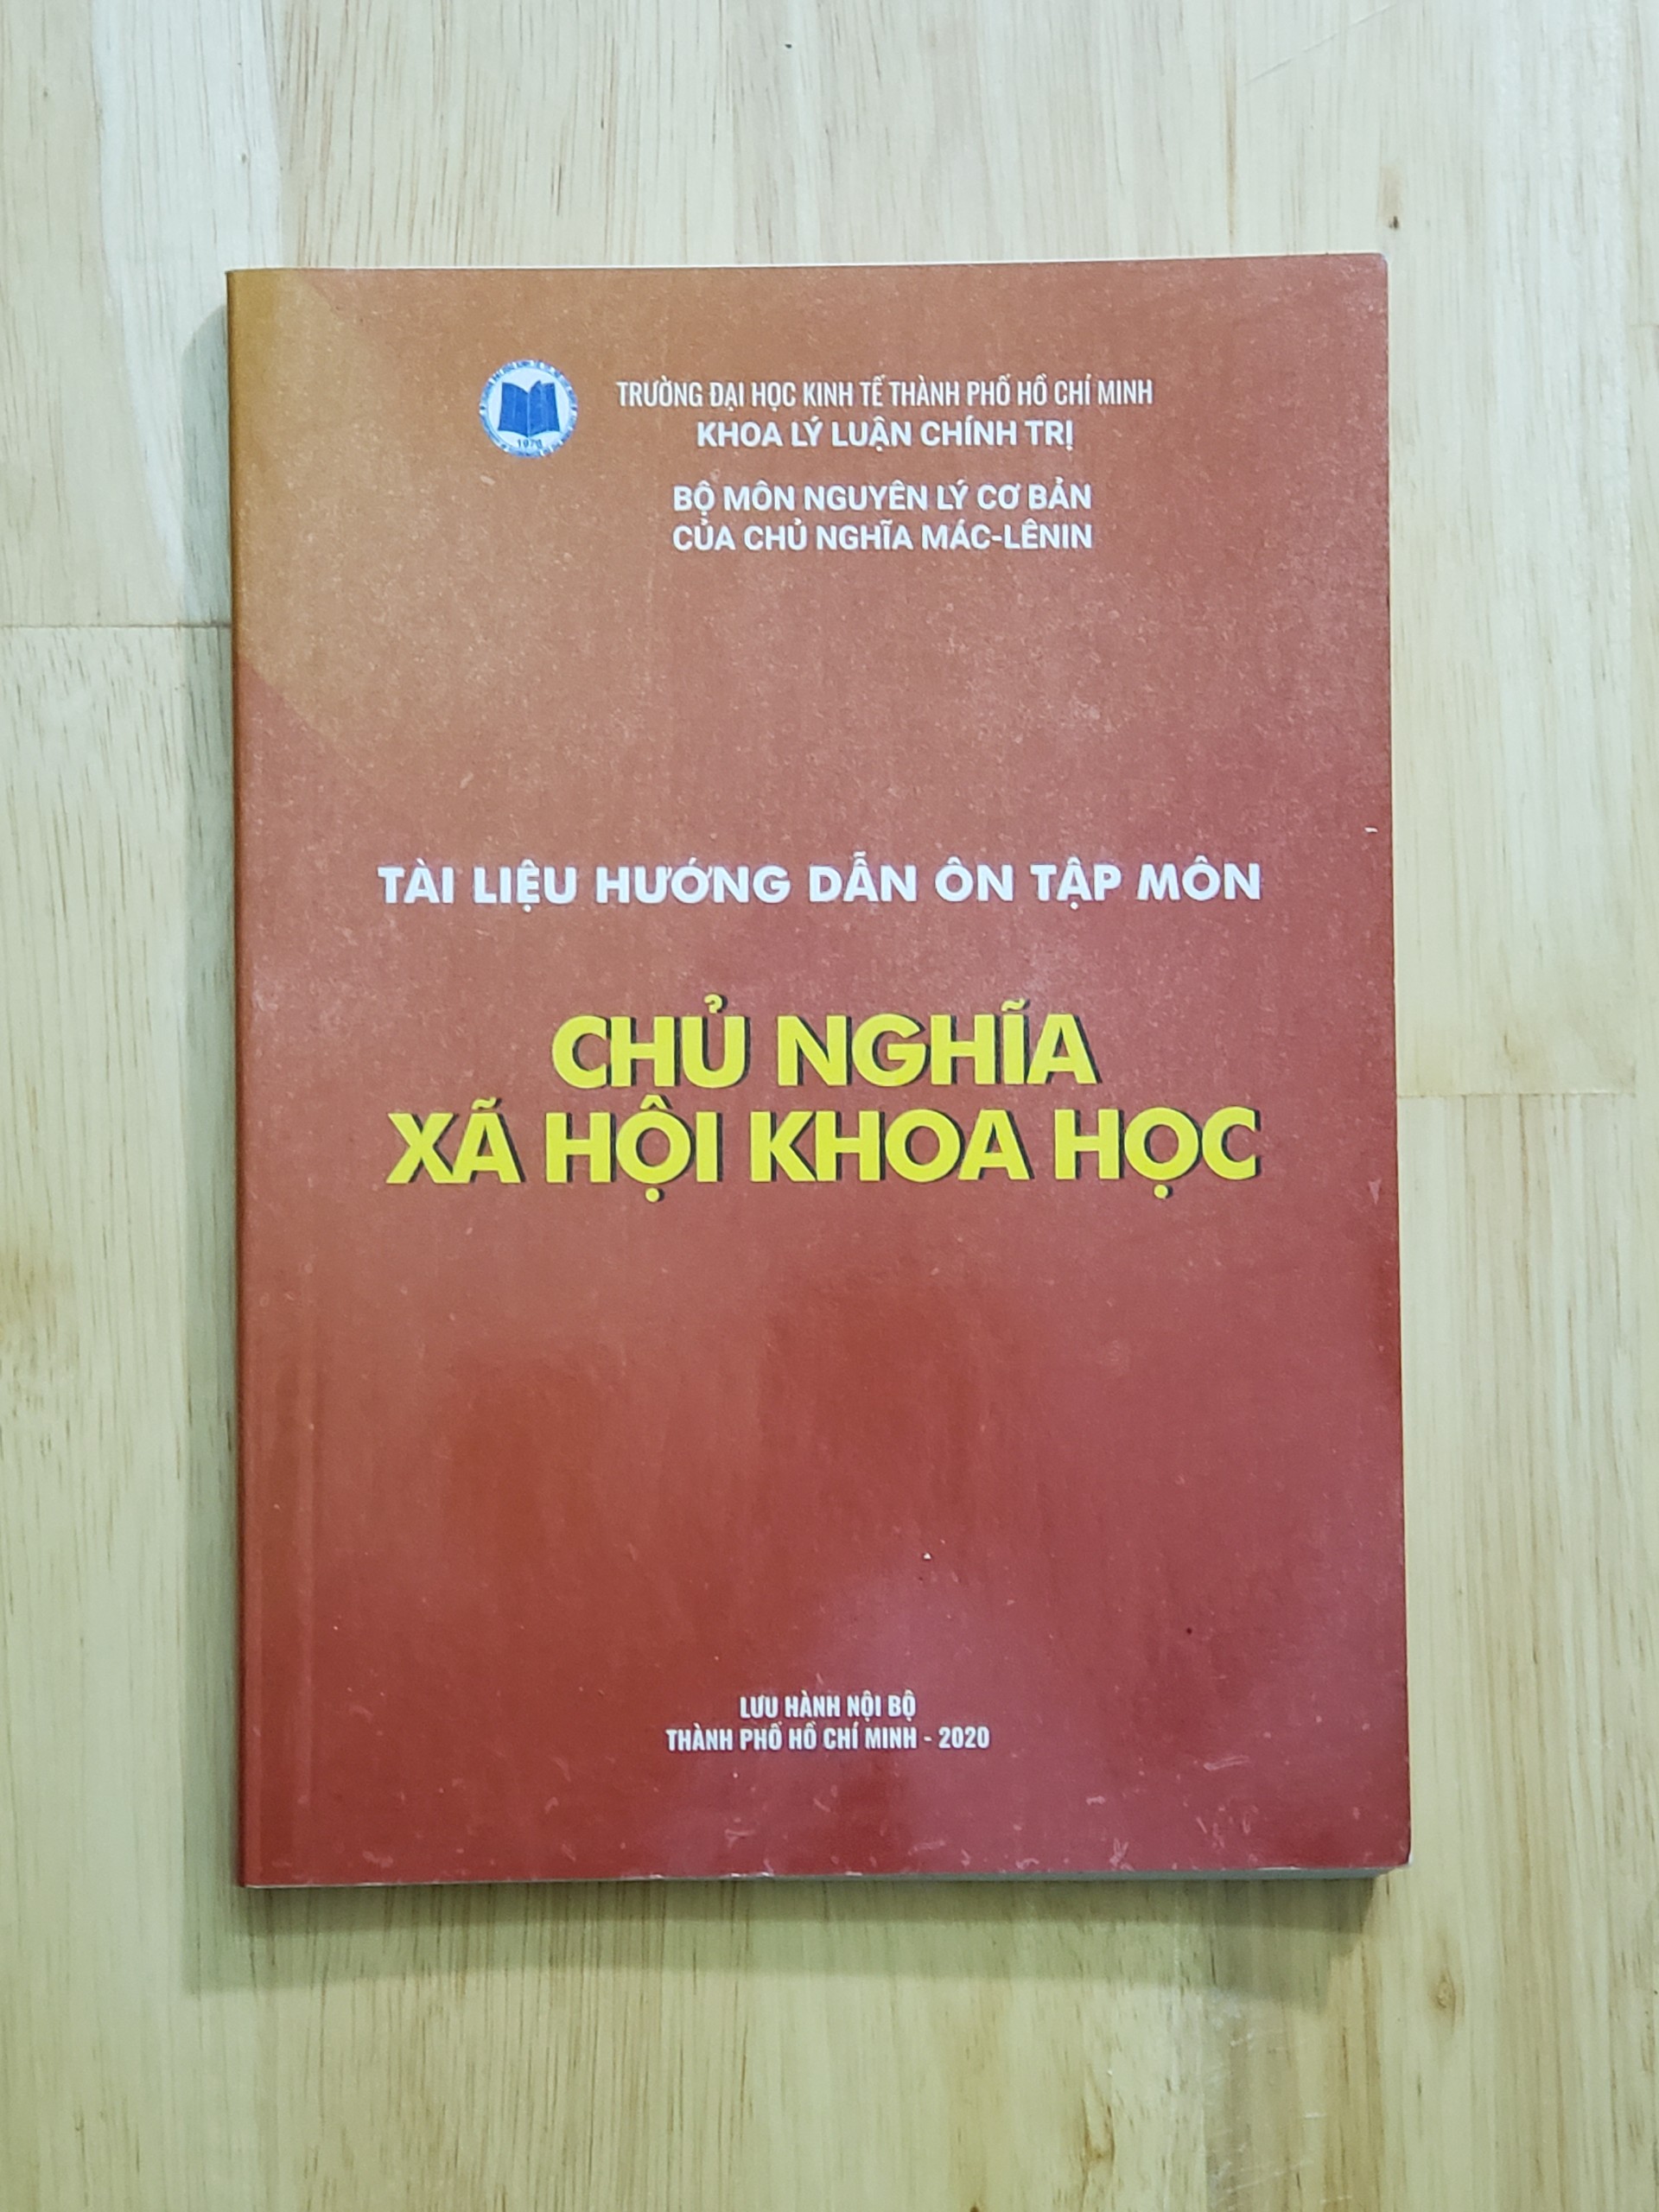 1976
TRƯỜNG ĐẠI HỌC KINH TẾ THÀNH PHỐ HỒ CHÍ MINH
KHOA LÝ LUẬN CHÍNH TRỊ
BỘ MÔN NGUYÊN LÝ CƠ BẢN
CỦA CHỦ NGHĨA MÁC-LÊNIN
TÀI LIỆU HƯỚNG DẪN ÔN TẬP MÔN
CHỦ NGHĨA
XÃ HỘI KHOA HỌC
LƯU HÀNH NỘI BỘ
THÀNH PHỐ HỒ CHÍ MINH - 2020